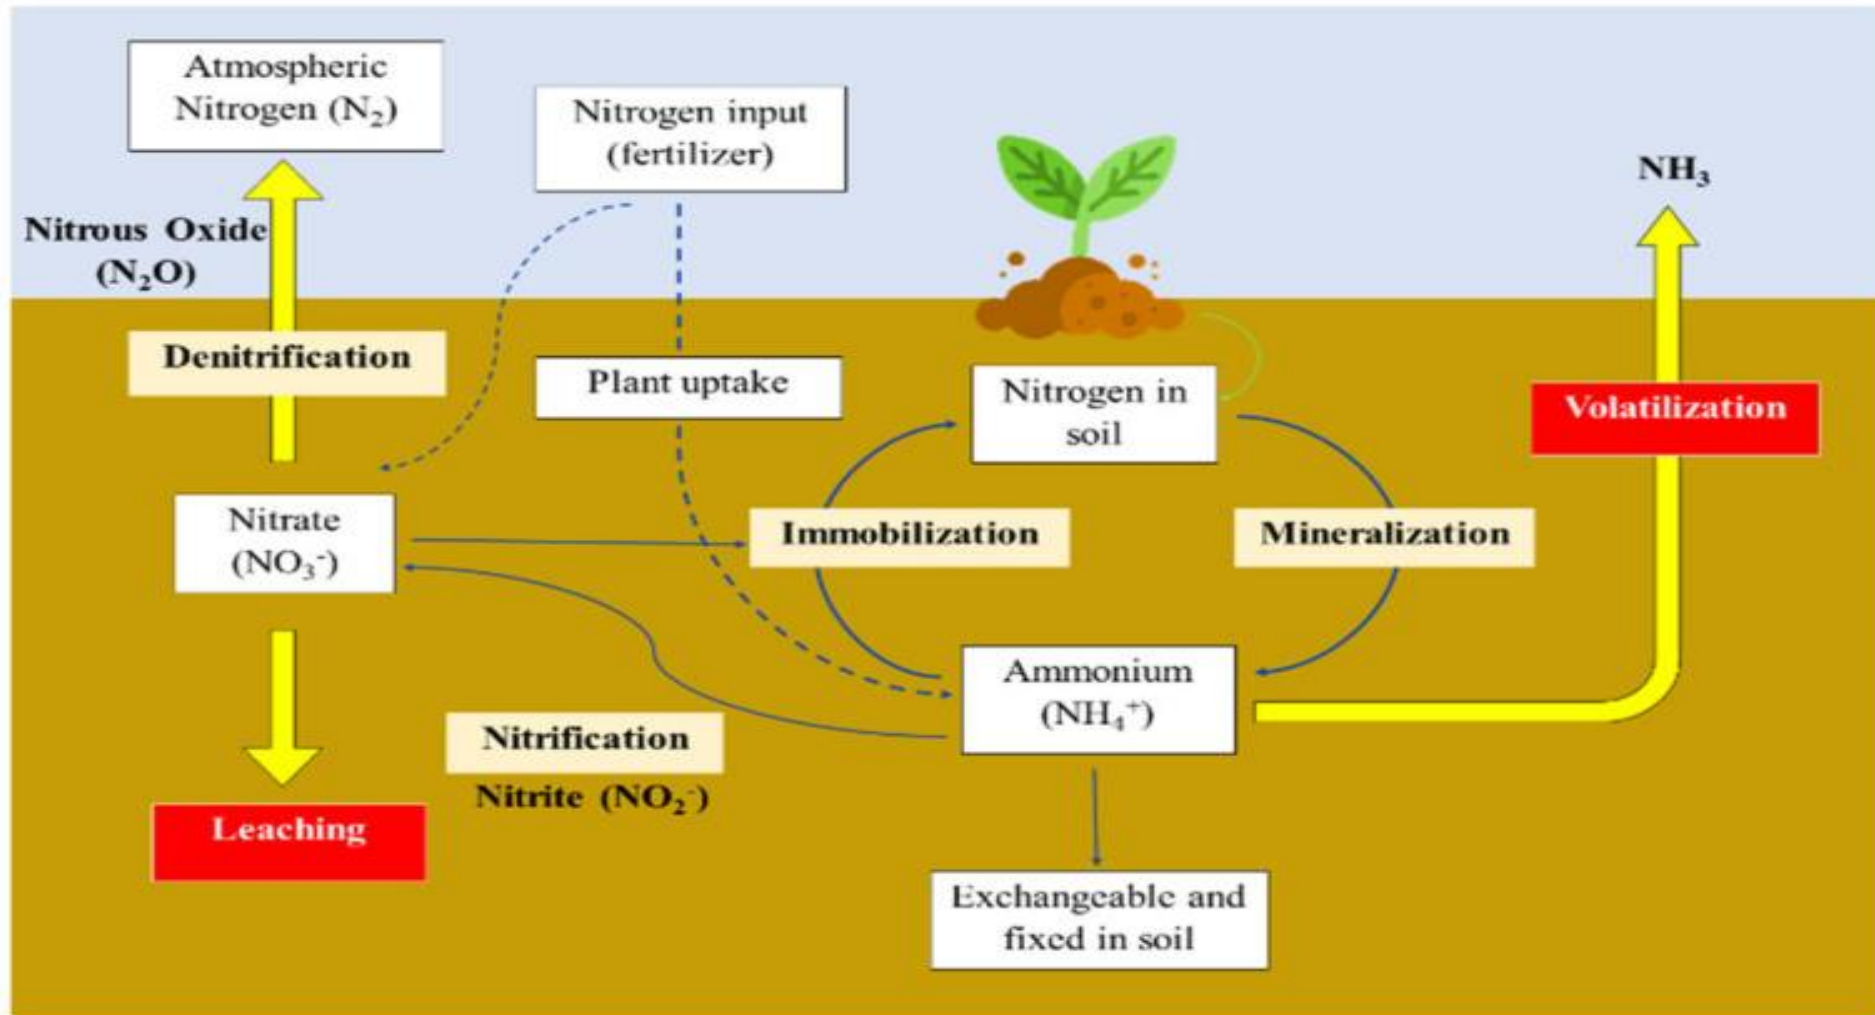 Atmospheric
Nitrogen (N₂)
Nitrogen input
(fertilizer)
NH₃
Nitrous Oxide
(N₂O)
Denitrification
Plant uptake
Nitrogen in
soil
Volatilization
Nitrate
(NO₃⁻)
Immobilization
Mineralization
Ammonium
(NH₄⁺)
Nitrification
Nitrite (NO₂⁻)
Leaching
Exchangeable and
fixed in soil